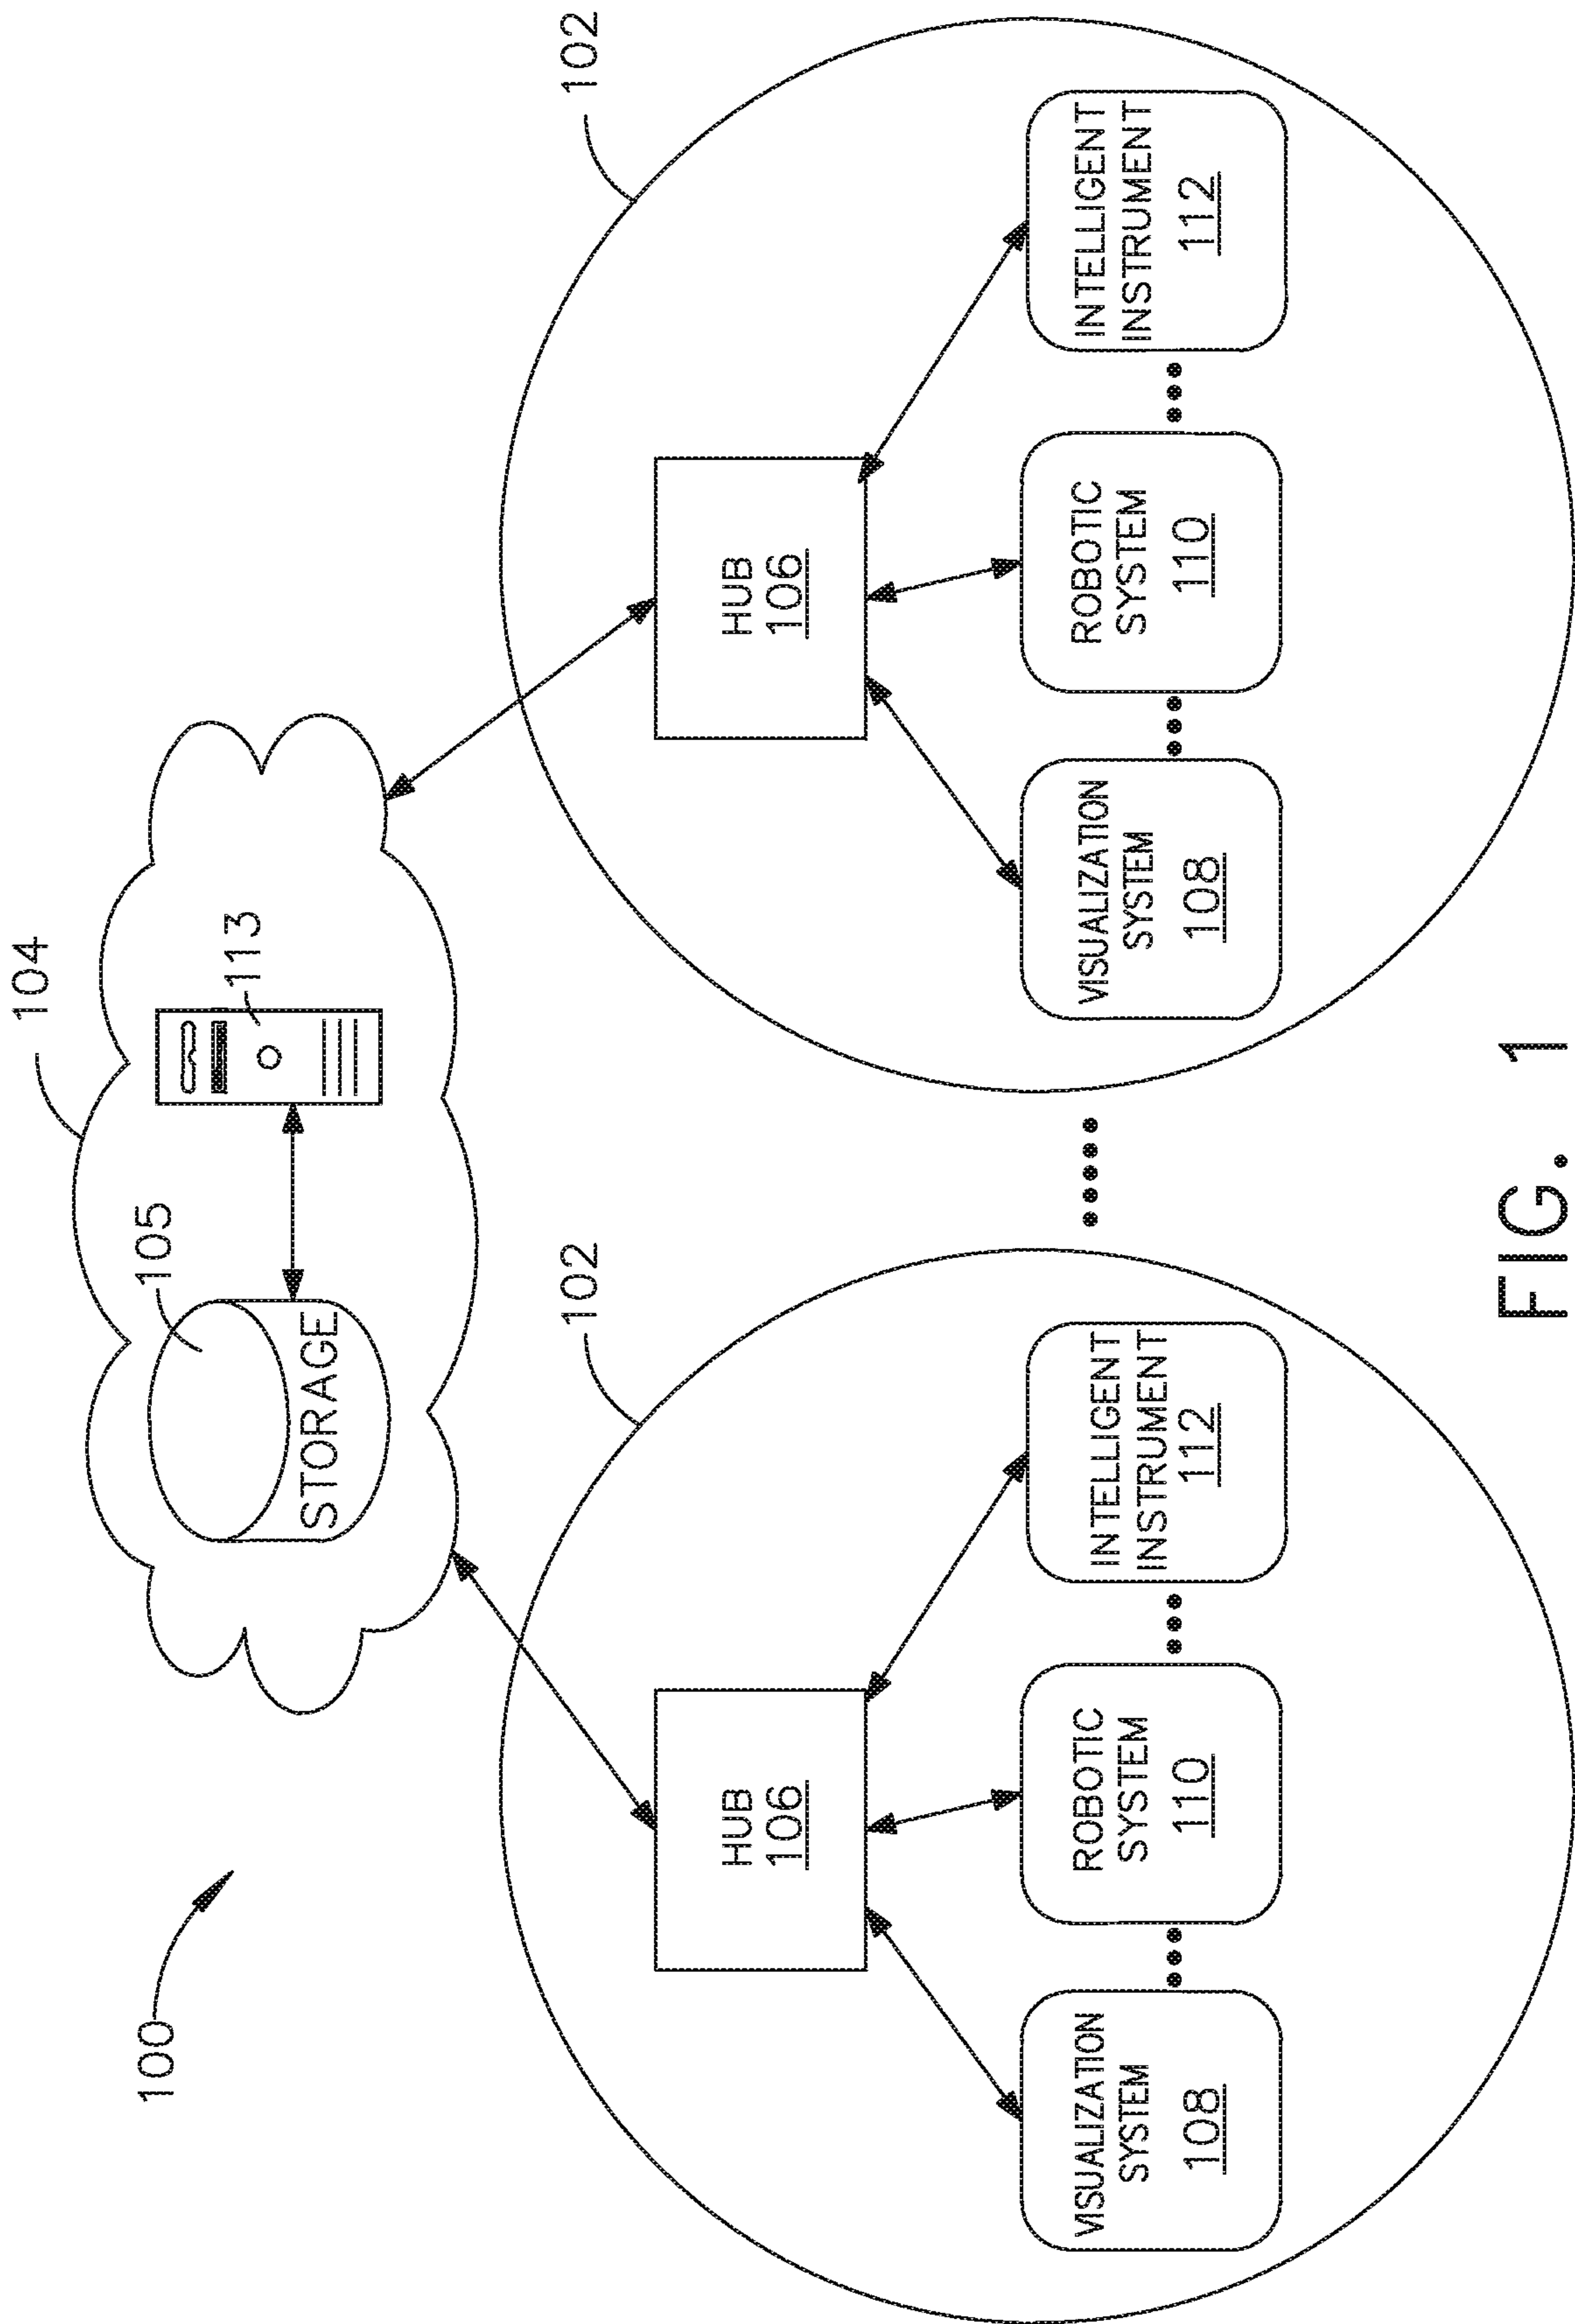 100
104
105
113
STORAGE
102
HUB
106
VISUALIZATION
SYSTEM
108
ROBOTIC
SYSTEM
110
INTELLIGENT
INSTRUMENT
112
102
HUB
106
VISUALIZATION
SYSTEM
108
ROBOTIC
SYSTEM
110
INTELLIGENT
INSTRUMENT
112
FIG. 1